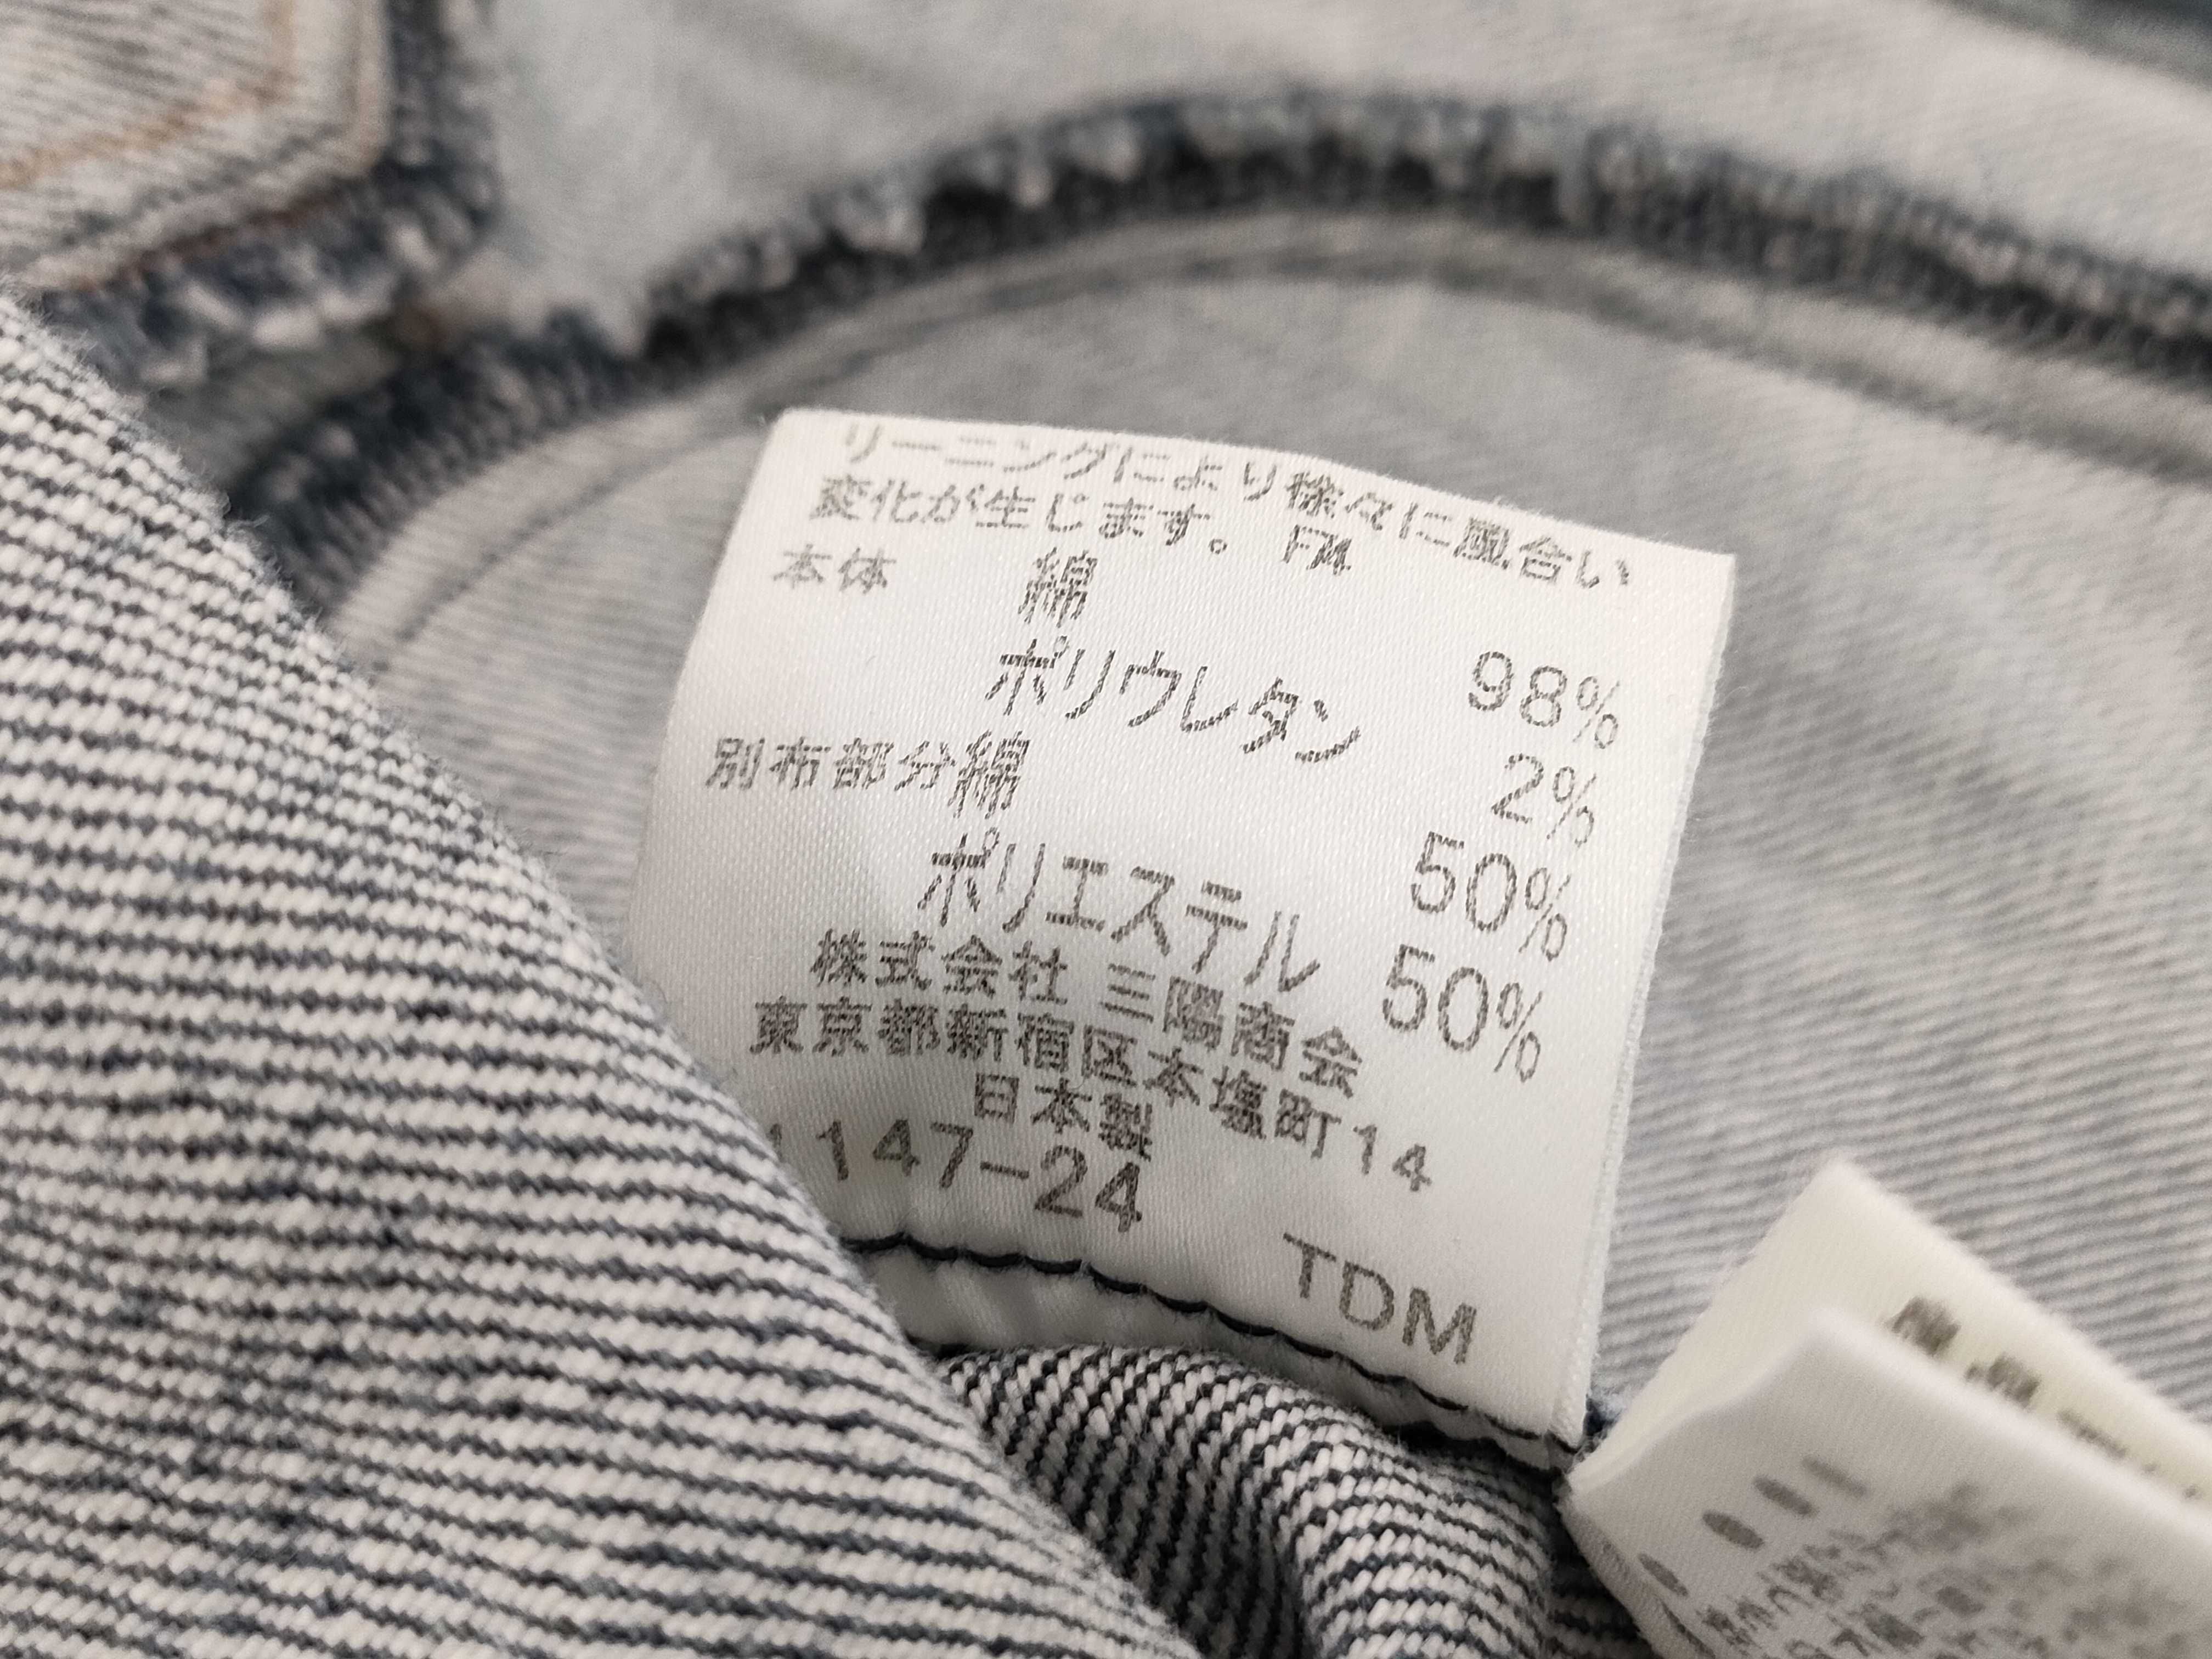 リーニングにより様々に風合い
変化が生じます。 FM
本体 綿 98%
ポリウレタン 2%
別布部分綿 50%
ポリエステル 50%
株式会社 三陽商会
東京都新宿区本塩町14
日本製
1147-24
TDM